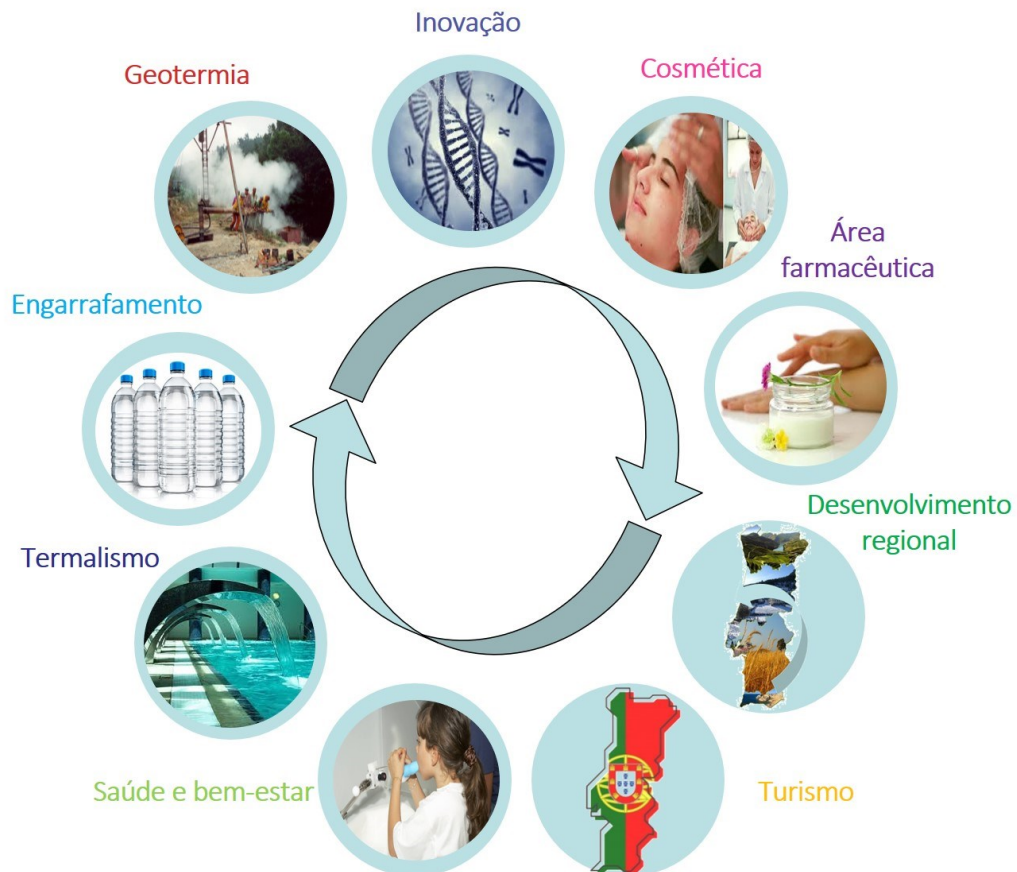 Inovação
Geotermia
Cosmética
Área
farmacêutica
Engarrafamento
Desenvolvimento
regional
Termalismo
Saúde e bem-estar
Turismo